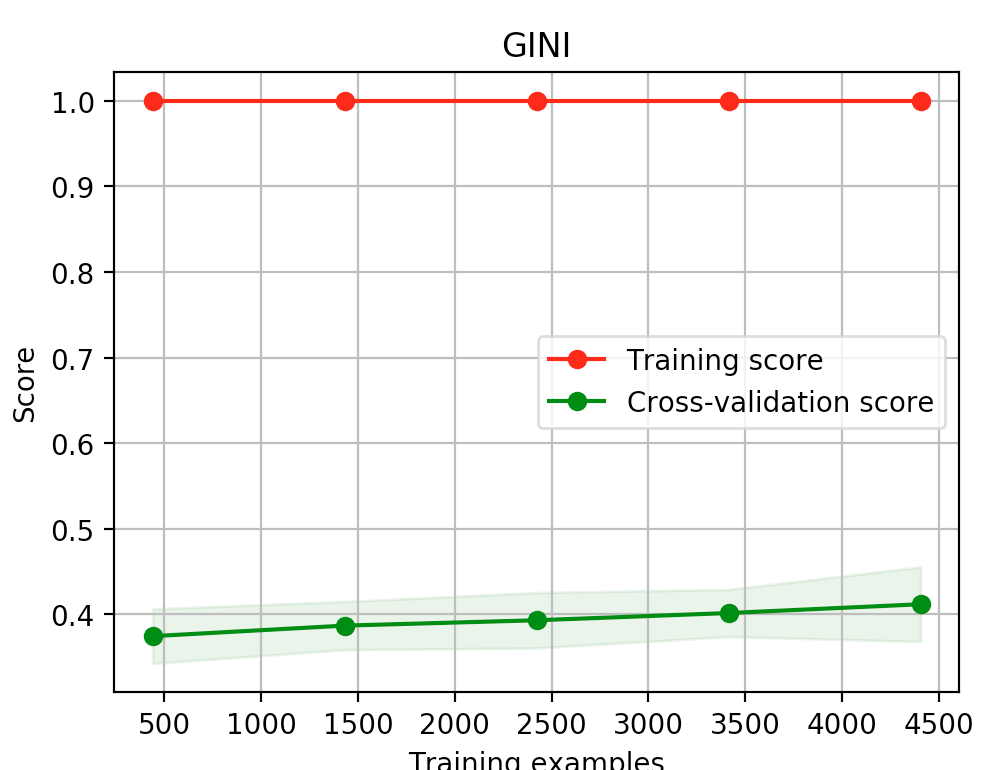 GINI
1.0
0.9
0.8
0.7
0.6
0.5
0.4
Score
Training score
Cross-validation score
500 1000 1500 2000 2500 3000 3500 4000 4500
Training examples